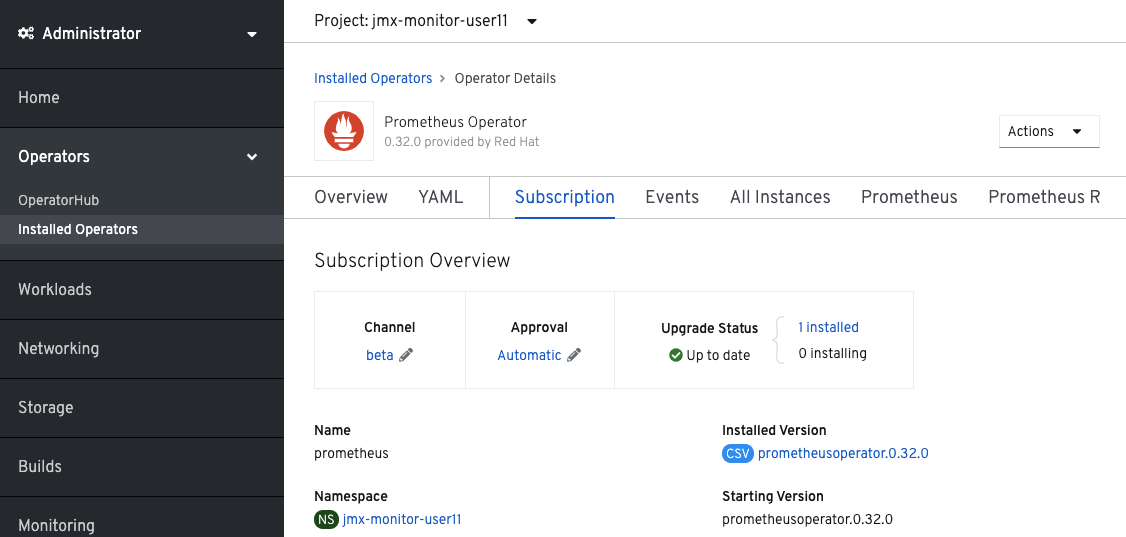 Administrator
Home
Operators
OperatorHub
Installed Operators
Workloads
Networking
Storage
Builds
Monitoring
Project: jmx-monitor-user11
Installed Operators > Operator Details
Prometheus Operator
0.32.0 provided by Red Hat
Actions
Overview YAML Subscription Events All Instances Prometheus Prometheus R
Subscription Overview
Channel
beta
Approval
Automatic
Upgrade Status
Up to date
1 installed
0 installing
Name
prometheus
Installed Version
CSV prometheusoperator.0.32.0
Namespace
NS jmx-monitor-user11
Starting Version
prometheusoperator.0.32.0